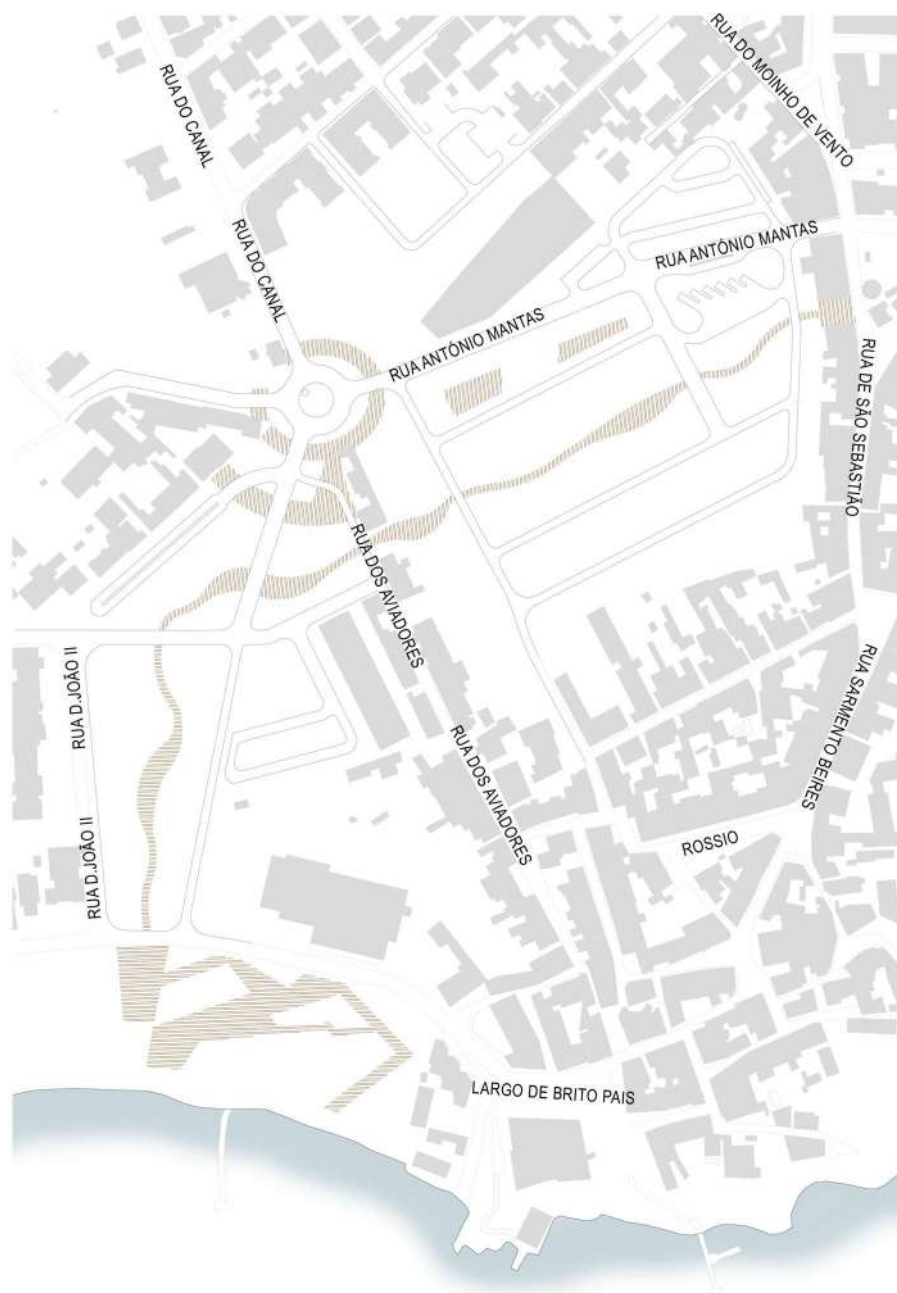 RUA DO MOINHO DE VENTO
RUA DO CANAL
RUA DO CANAL
RUA ANTÓNIO MANTAS
RUA ANTÓNIO MANTAS
RUA DE SÃO SEBASTIÃO
RUA DOS AVIADORES
RUA D.JOÃO II
RUA SARMENTO BEIRES
RUA DOS AVIADORES
ROSSIO
RUA D.JOÃO II
LARGO DE BRITO PAIS